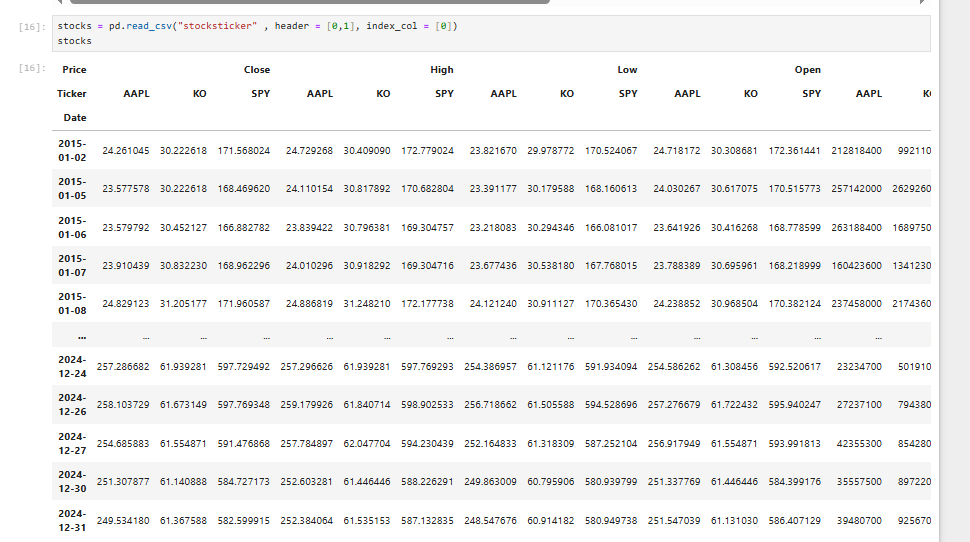 [16]: stocks = pd.read_csv("stocksticker" , header = [0,1], index_col = [0])
stocks
[16]: Price Close High Low Open
Ticker AAPL KO SPY AAPL KO SPY AAPL KO SPY AAPL KO SPY AAPL
Date
2015-01-02 24.261045 30.222618 171.568024 24.729268 30.409090 172.779024 23.821670 29.978772 170.524067 24.718172 30.308681 172.361441 212818400 992110
2015-01-05 23.577578 30.222618 168.469620 24.110154 30.817892 170.682804 23.391177 30.179588 168.160613 24.030267 30.617075 170.515773 257142000 2629260
2015-01-06 23.579792 30.452127 166.882782 23.839422 30.796381 169.304757 23.218083 30.294346 166.081017 23.641926 30.416268 168.778599 263188400 1689750
2015-01-07 23.910439 30.832230 168.962296 24.010296 30.918292 169.304716 23.677436 30.538180 167.768015 23.788389 30.695961 168.218999 160423600 1341230
2015-01-08 24.829123 31.205177 171.960587 24.886819 31.248210 172.177738 24.121240 30.911127 170.365430 24.238852 30.968504 170.382124 237458000 2174360
... ... ... ... ... ... ... ... ... ... ... ... ... ...
2024-12-24 257.286682 61.939281 597.729492 257.296626 61.939281 597.769293 254.386957 61.121176 591.934094 254.586262 61.308456 592.520617 23234700 501910
2024-12-26 258.103729 61.673149 597.769348 259.179926 61.840714 598.902533 256.718662 61.505588 594.528696 257.276679 61.722432 595.940247 27237100 794380
2024-12-27 254.685883 61.554871 591.476868 257.784897 62.047704 594.230439 252.164833 61.318309 587.252104 256.917949 61.554871 593.991813 42355300 854280
2024-12-30 251.307877 61.140888 584.727173 252.603281 61.446446 588.226291 249.863009 60.795906 580.939799 251.337769 61.446446 584.399176 35557500 897220
2024-12-31 249.534180 61.367588 582.599915 252.384064 61.535153 587.132835 248.547676 60.914182 580.949738 251.547039 61.131030 586.407129 39480700 925670